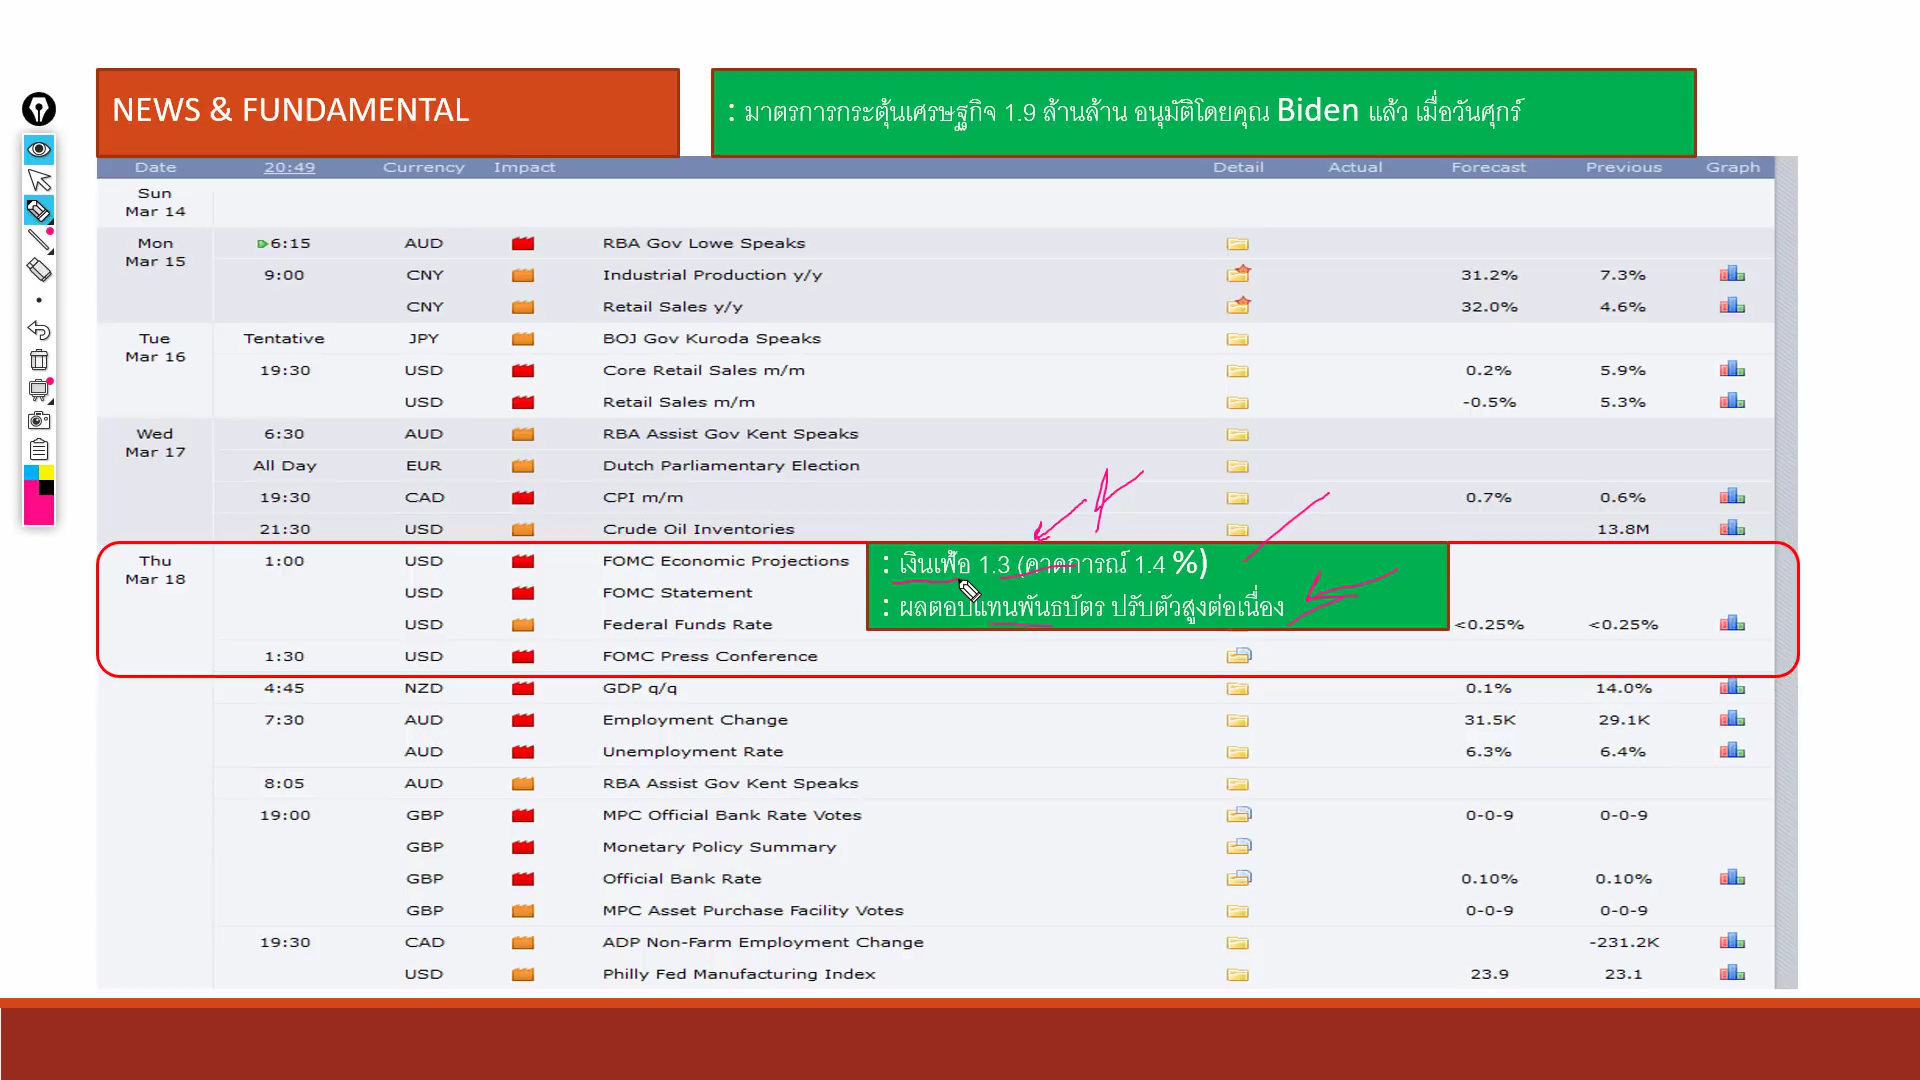 NEWS & FUNDAMENTAL
: มาตรการกระตุ้นเศรษฐกิจ 1.9 ล้านล้าน อนุมัติโดยคุณ Biden แล้ว เมื่อวันศุกร์
Date 20:49 Currency Impact Detail Actual Forecast Previous Graph
Sun
Mar 14
Mon
Mar 15
6:15 AUD RBA Gov Lowe Speaks
9:00 CNY Industrial Production y/y 31.2% 7.3%
CNY Retail Sales y/y 32.0% 4.6%
Tue
Mar 16
Tentative JPY BOJ Gov Kuroda Speaks
19:30 USD Core Retail Sales m/m 0.2% 5.9%
USD Retail Sales m/m -0.5% 5.3%
Wed
Mar 17
6:30 AUD RBA Assist Gov Kent Speaks
All Day EUR Dutch Parliamentary Election
19:30 CAD CPI m/m 0.7% 0.6%
21:30 USD Crude Oil Inventories 13.8M
Thu
Mar 18
1:00 USD FOMC Economic Projections
: เงินเฟ้อ 1.3 (คาดการณ์ 1.4 %)
USD FOMC Statement
: ผลตอบแทนพันธบัตร ปรับตัวสูงต่อเนื่อง
USD Federal Funds Rate <0.25% <0.25%
1:30 USD FOMC Press Conference
4:45 NZD GDP q/q 0.1% 14.0%
7:30 AUD Employment Change 31.5K 29.1K
AUD Unemployment Rate 6.3% 6.4%
8:05 AUD RBA Assist Gov Kent Speaks
19:00 GBP MPC Official Bank Rate Votes 0-0-9 0-0-9
GBP Monetary Policy Summary
GBP Official Bank Rate 0.10% 0.10%
GBP MPC Asset Purchase Facility Votes 0-0-9 0-0-9
19:30 CAD ADP Non-Farm Employment Change -231.2K
USD Philly Fed Manufacturing Index 23.9 23.1